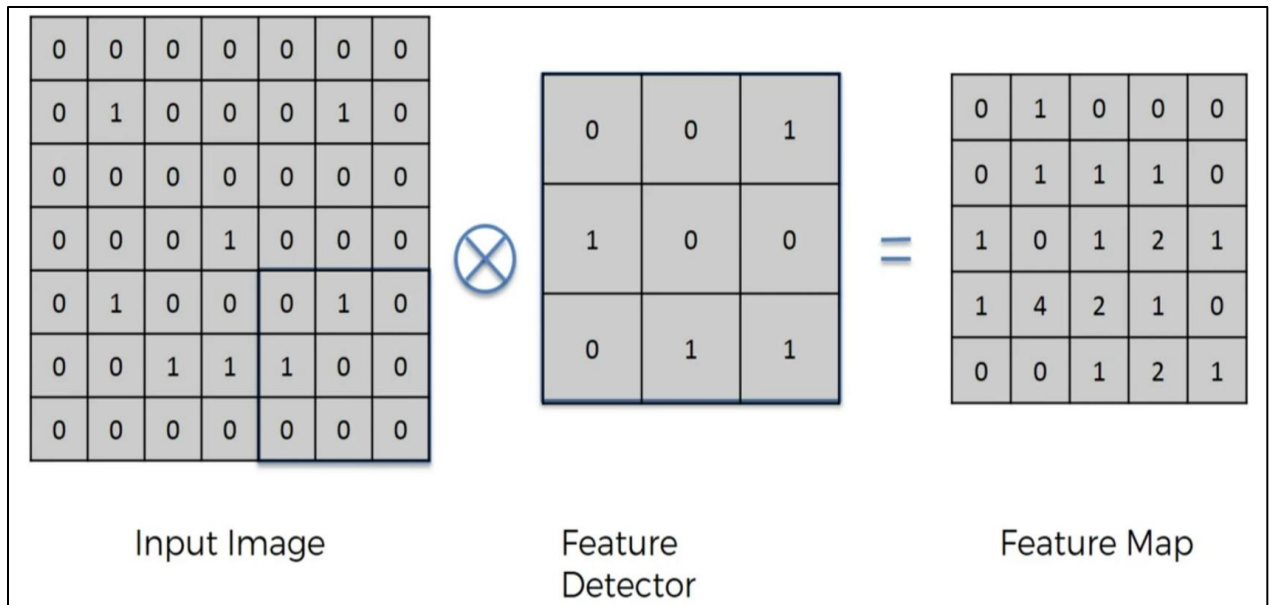 0 0 0 0 0 0 0
0 1 0 0 0 1 0
0 0 0 0 0 0 0
0 0 0 1 0 0 0
0 1 0 0 0 1 0
0 0 1 1 1 0 0
0 0 0 0 0 0 0
Input Image
0 0 1
1 0 0
0 1 1
Feature
Detector
=
0 1 0 0 0
0 1 1 1 0
1 0 1 2 1
1 4 2 1 0
0 0 1 2 1
Feature Map